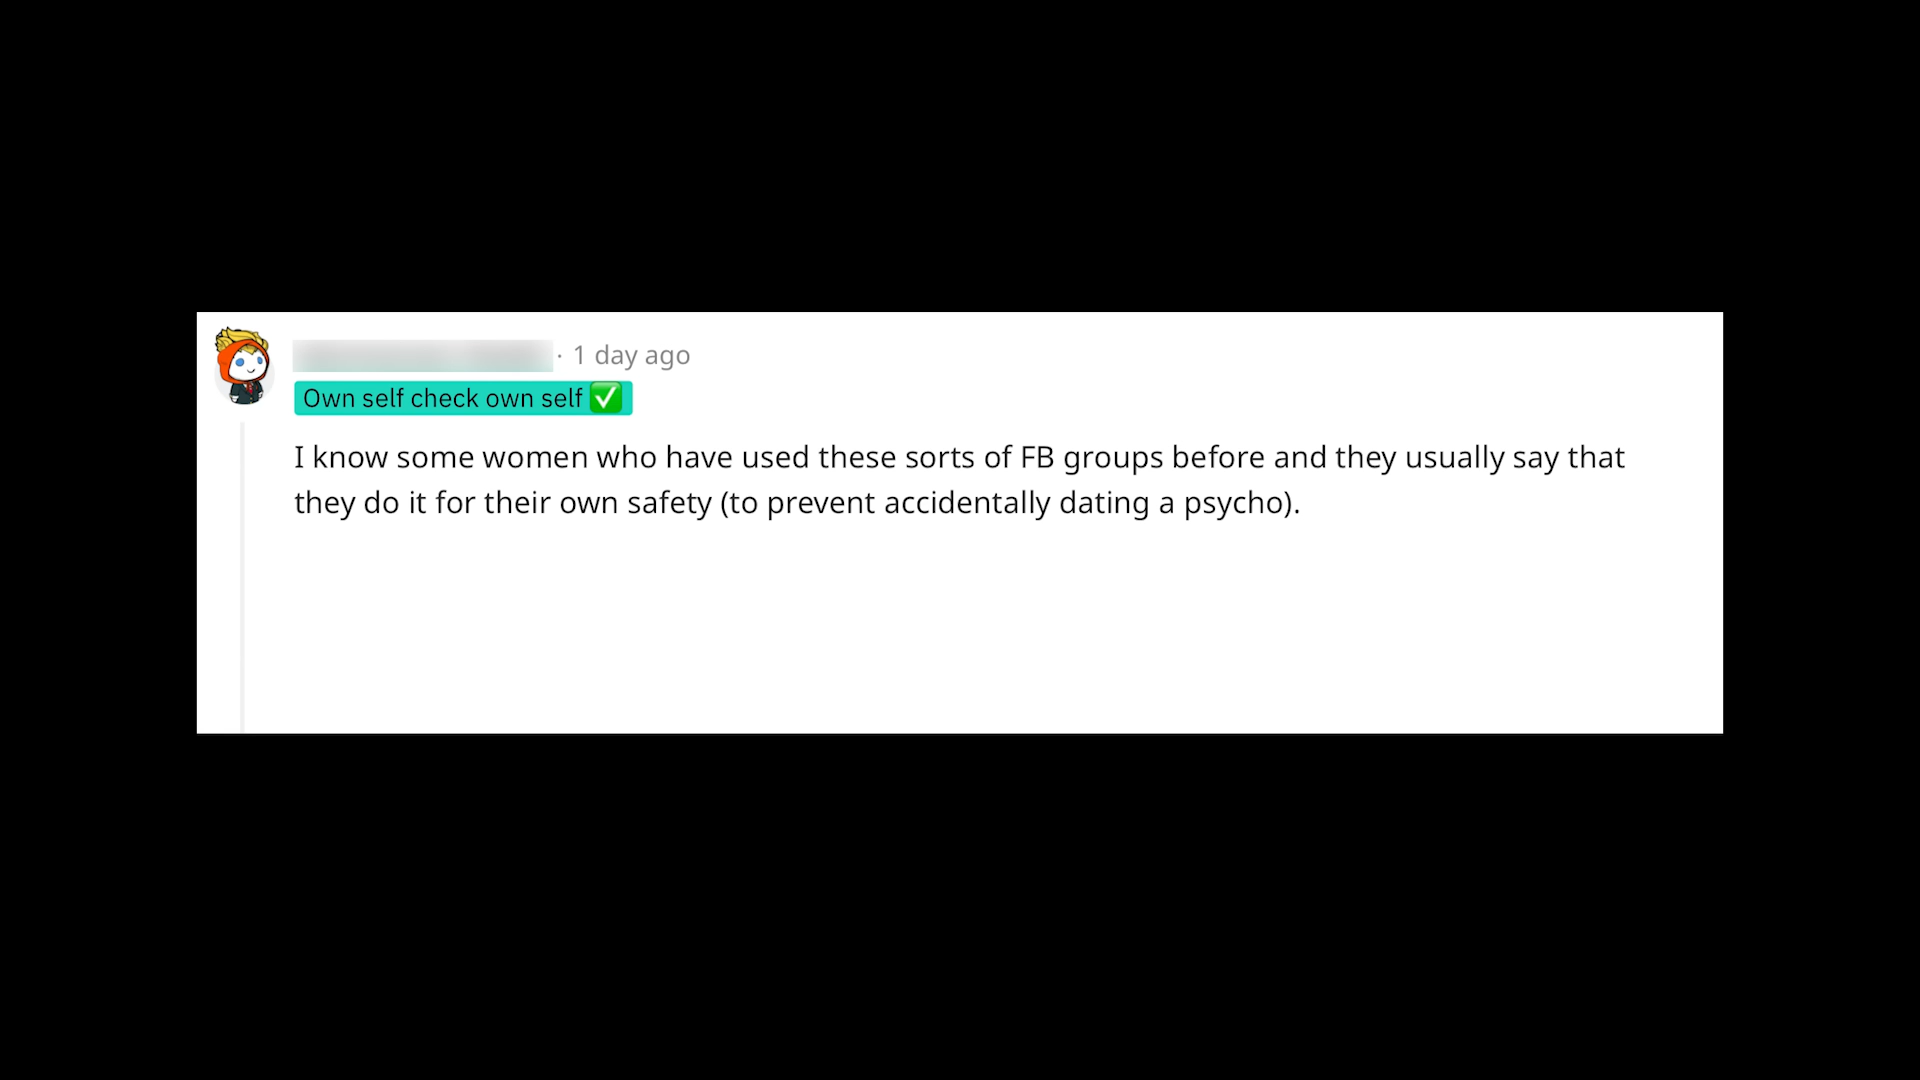 · 1 day ago
Own self check own self ✅
I know some women who have used these sorts of FB groups before and they usually say that
they do it for their own safety (to prevent accidentally dating a psycho).